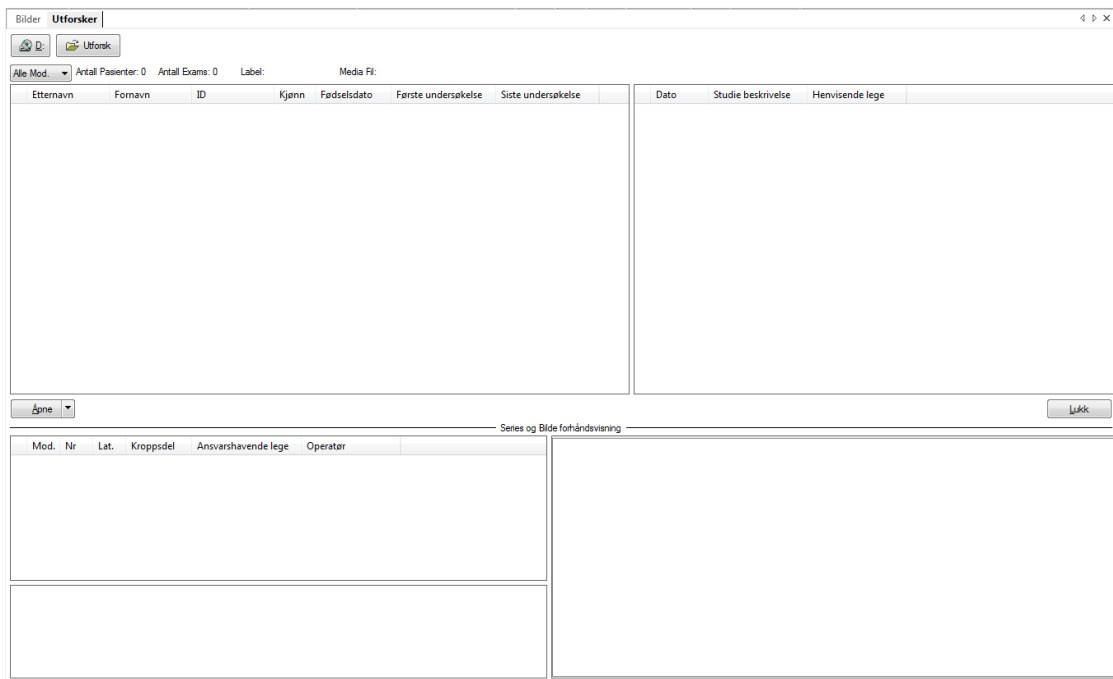 Bilder Utforsker
D: Utforsk
Alle Mod. Antall Pasienter: 0 Antall Exams: 0 Label: Media Fil:
Etternavn Fornavn ID Kjønn Fødselsdato Første undersøkelse Siste undersøkelse Dato Studie beskrivelse Henvisende lege
Åpne Lukk
Series og Bilde forhåndsvisning
Mod. Nr Lat. Kroppsdel Ansvarshavende lege Operatør